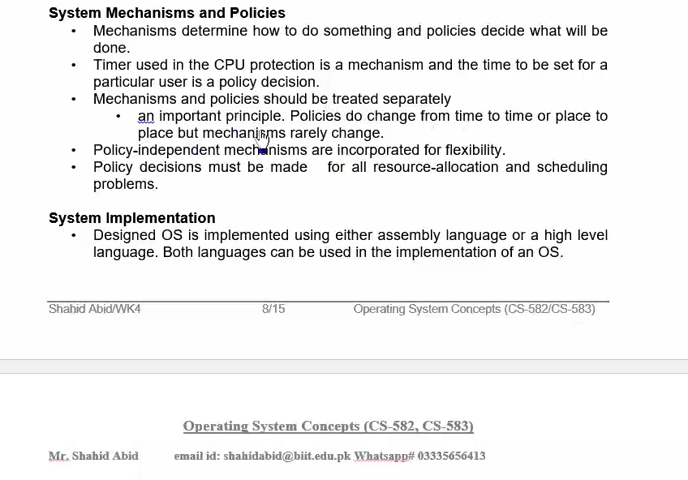 System Mechanisms and Policies
• Mechanisms determine how to do something and policies decide what will be
done.
• Timer used in the CPU protection is a mechanism and the time to be set for a
particular user is a policy decision.
• Mechanisms and policies should be treated separately
• an important principle. Policies do change from time to time or place to
place but mechanisms rarely change.
• Policy-independent mechanisms are incorporated for flexibility.
• Policy decisions must be made for all resource-allocation and scheduling
problems.
System Implementation
• Designed OS is implemented using either assembly language or a high level
language. Both languages can be used in the implementation of an OS.
Shahid Abid/WK4 8/15 Operating System Concepts (CS-582/CS-583)
Operating System Concepts (CS-582, CS-583)
Mr. Shahid Abid email id: shahidabid@biit.edu.pk Whatsapp# 03335656413